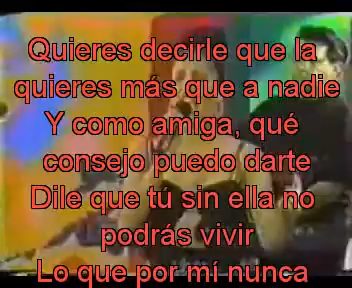 Quieres decirle que la
quieres más que a nadie
Y como amiga, qué
consejo puedo darte
Dile que tú sin ella no
podrás vivir
Lo que por mí nunca